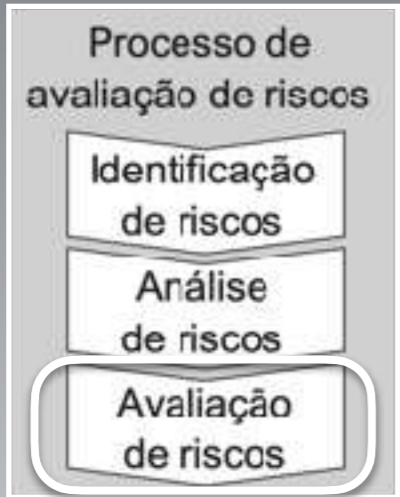 Processo de
avaliação de riscos
Identificação
de riscos
Análise
de riscos
Avaliação
de riscos